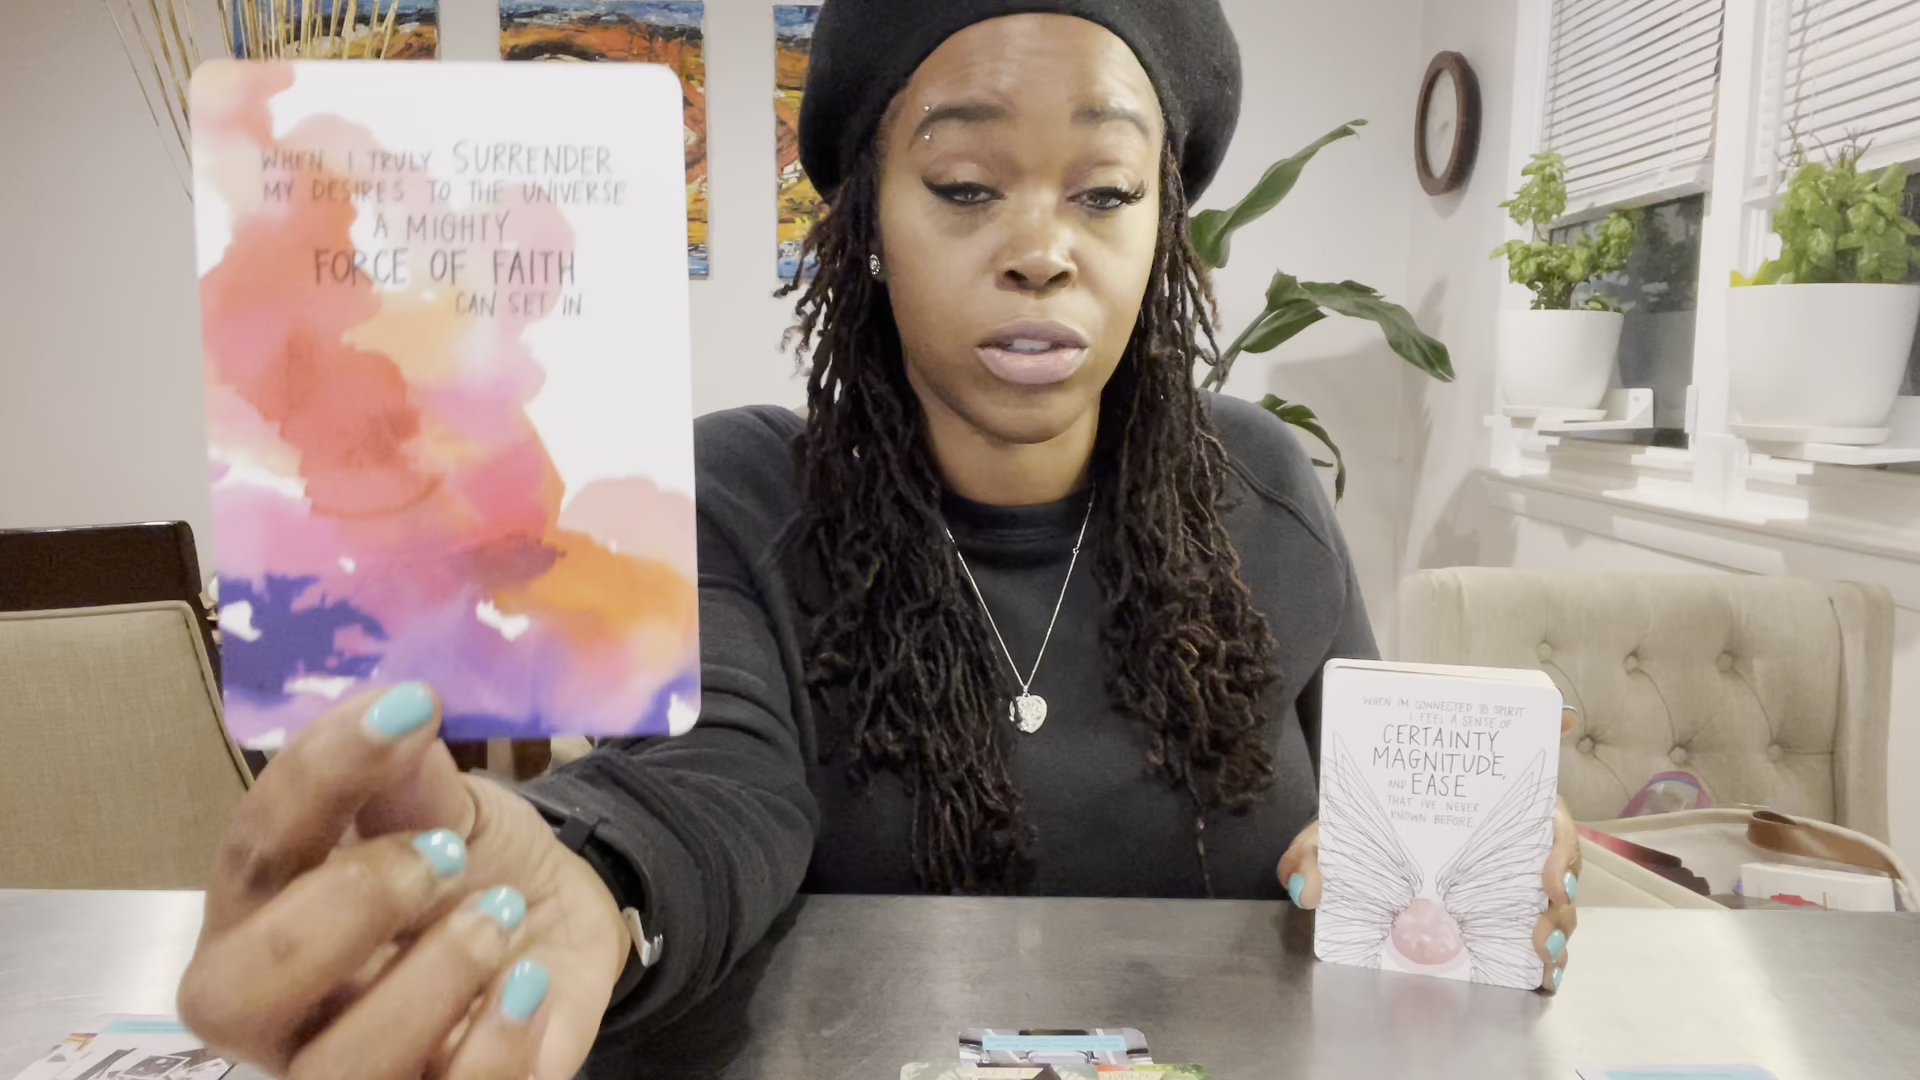 WHEN I TRULY SURRENDER
MY DESIRES TO THE UNIVERSE
A MIGHTY
FORCE OF FAITH
CAN SET IN
WHEN I'M CONNECTED TO SPIRIT
I FEEL A SENSE OF
CERTAINTY,
MAGNITUDE,
AND EASE
THAT I'VE NEVER
KNOWN BEFORE.